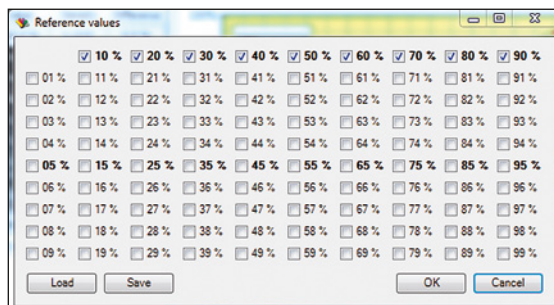 Reference values
10 % 20 % 30 % 40 % 50 % 60 % 70 % 80 % 90 %
01 % 11 % 21 % 31 % 41 % 51 % 61 % 71 % 81 % 91 %
02 % 12 % 22 % 32 % 42 % 52 % 62 % 72 % 82 % 92 %
03 % 13 % 23 % 33 % 43 % 53 % 63 % 73 % 83 % 93 %
04 % 14 % 24 % 34 % 44 % 54 % 64 % 74 % 84 % 94 %
05 % 15 % 25 % 35 % 45 % 55 % 65 % 75 % 85 % 95 %
06 % 16 % 26 % 36 % 46 % 56 % 66 % 76 % 86 % 96 %
07 % 17 % 27 % 37 % 47 % 57 % 67 % 77 % 87 % 97 %
08 % 18 % 28 % 38 % 48 % 58 % 68 % 78 % 88 % 98 %
09 % 19 % 29 % 39 % 49 % 59 % 69 % 79 % 89 % 99 %
Load Save OK Cancel